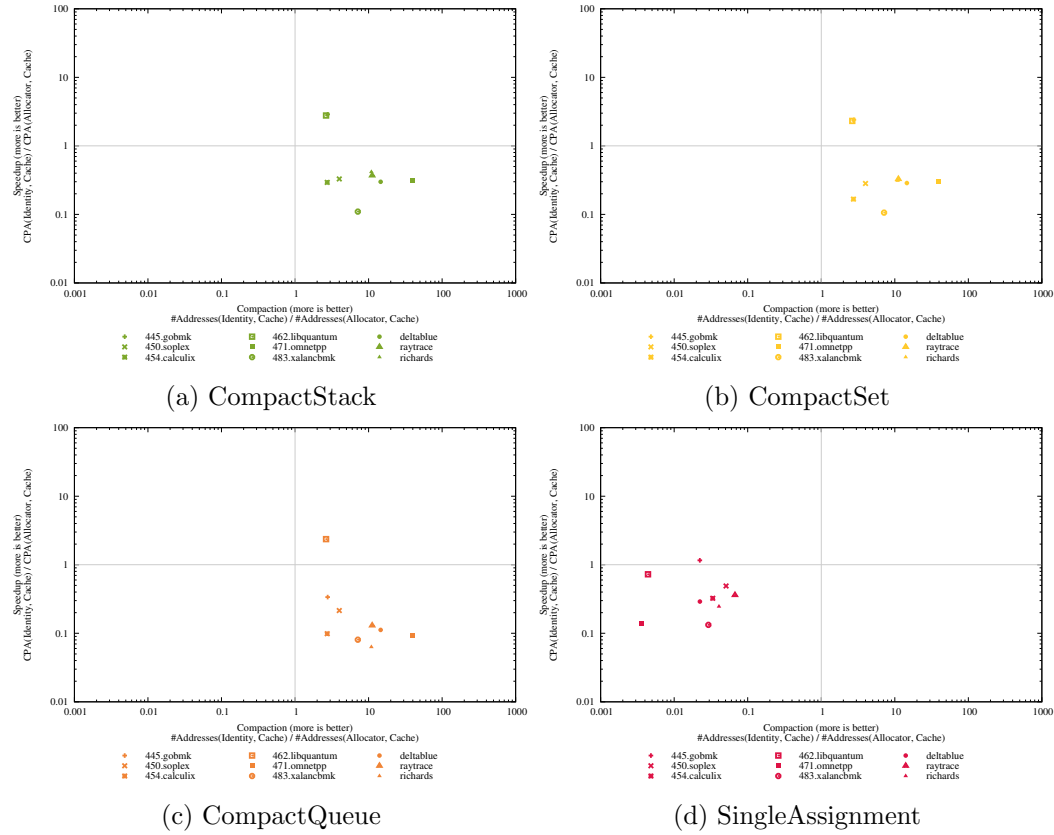 100
10
1
0.1
0.01
Speedup (more is better)
CPA(Identity, Cache) / CPA(Allocator, Cache)
0.001 0.01 0.1 1 10 100 1000
Compaction (more is better)
#Addresses(Identity, Cache) / #Addresses(Allocator, Cache)
445.gobmk 462.libquantum deltablue
450.soplex 471.omnetpp raytrace
454.calculix 483.xalancbmk richards
(a) CompactStack
100
10
1
0.1
0.01
Speedup (more is better)
CPA(Identity, Cache) / CPA(Allocator, Cache)
0.001 0.01 0.1 1 10 100 1000
Compaction (more is better)
#Addresses(Identity, Cache) / #Addresses(Allocator, Cache)
445.gobmk 462.libquantum deltablue
450.soplex 471.omnetpp raytrace
454.calculix 483.xalancbmk richards
(b) CompactSet
100
10
1
0.1
0.01
Speedup (more is better)
CPA(Identity, Cache) / CPA(Allocator, Cache)
0.001 0.01 0.1 1 10 100 1000
Compaction (more is better)
#Addresses(Identity, Cache) / #Addresses(Allocator, Cache)
445.gobmk 462.libquantum deltablue
450.soplex 471.omnetpp raytrace
454.calculix 483.xalancbmk richards
(c) CompactQueue
100
10
1
0.1
0.01
Speedup (more is better)
CPA(Identity, Cache) / CPA(Allocator, Cache)
0.001 0.01 0.1 1 10 100 1000
Compaction (more is better)
#Addresses(Identity, Cache) / #Addresses(Allocator, Cache)
445.gobmk 462.libquantum deltablue
450.soplex 471.omnetpp raytrace
454.calculix 483.xalancbmk richards
(d) SingleAssignment